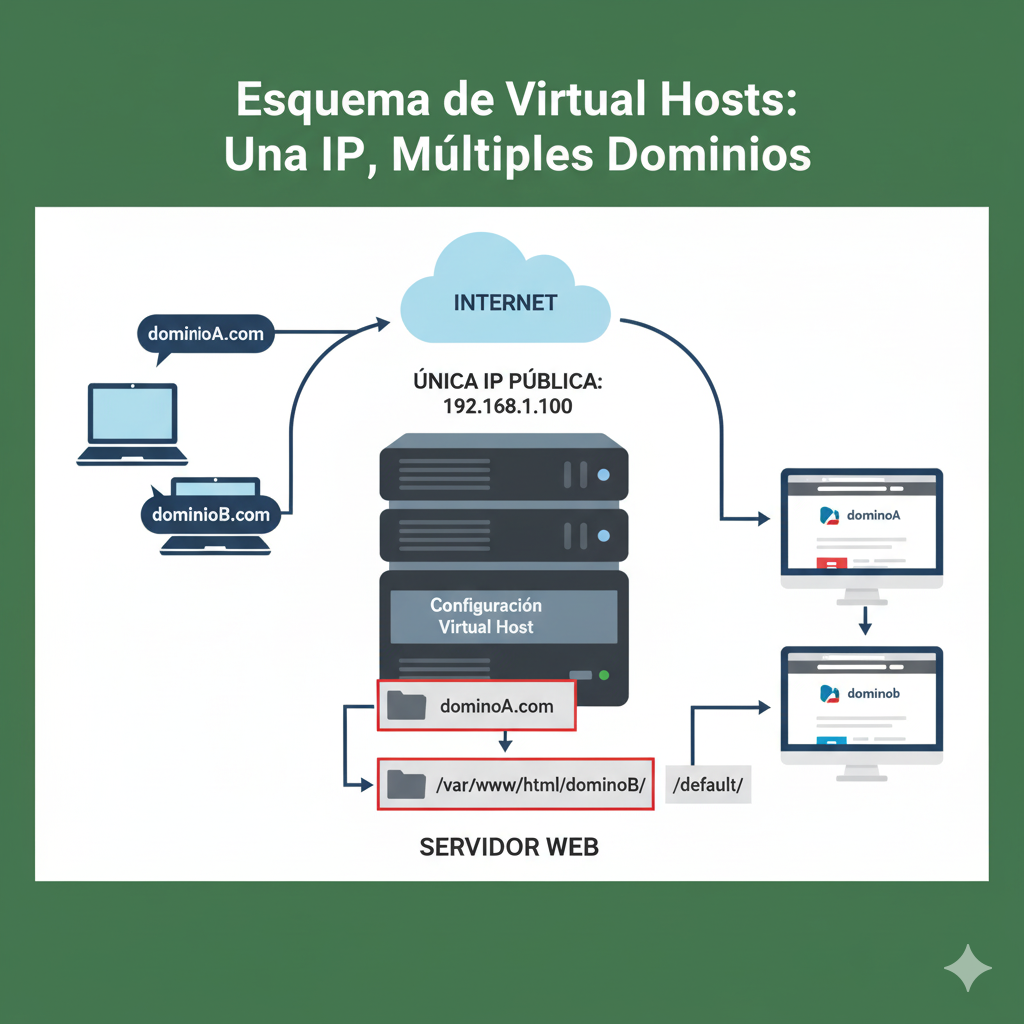 Esquema de Virtual Hosts:
Una IP, Múltiples Dominios
INTERNET
dominioA.com
dominioB.com
ÚNICA IP PÚBLICA:
192.168.1.100
Configuración
Virtual Host
dominoA.com
/var/www/html/dominoB/
/default/
SERVIDOR WEB
dominoA
dominob